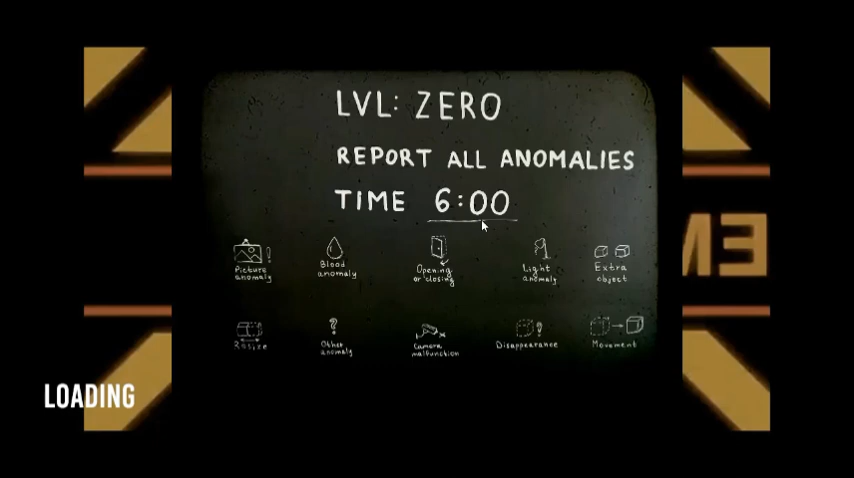 LVL: ZERO
REPORT ALL ANOMALIES
TIME 6:00
Picture anomaly
Blood anomaly
Opening or closing
Light anomaly
Extra object
Resize
Other anomaly
Camera malfunction
Disappearance
Movement
LOADING